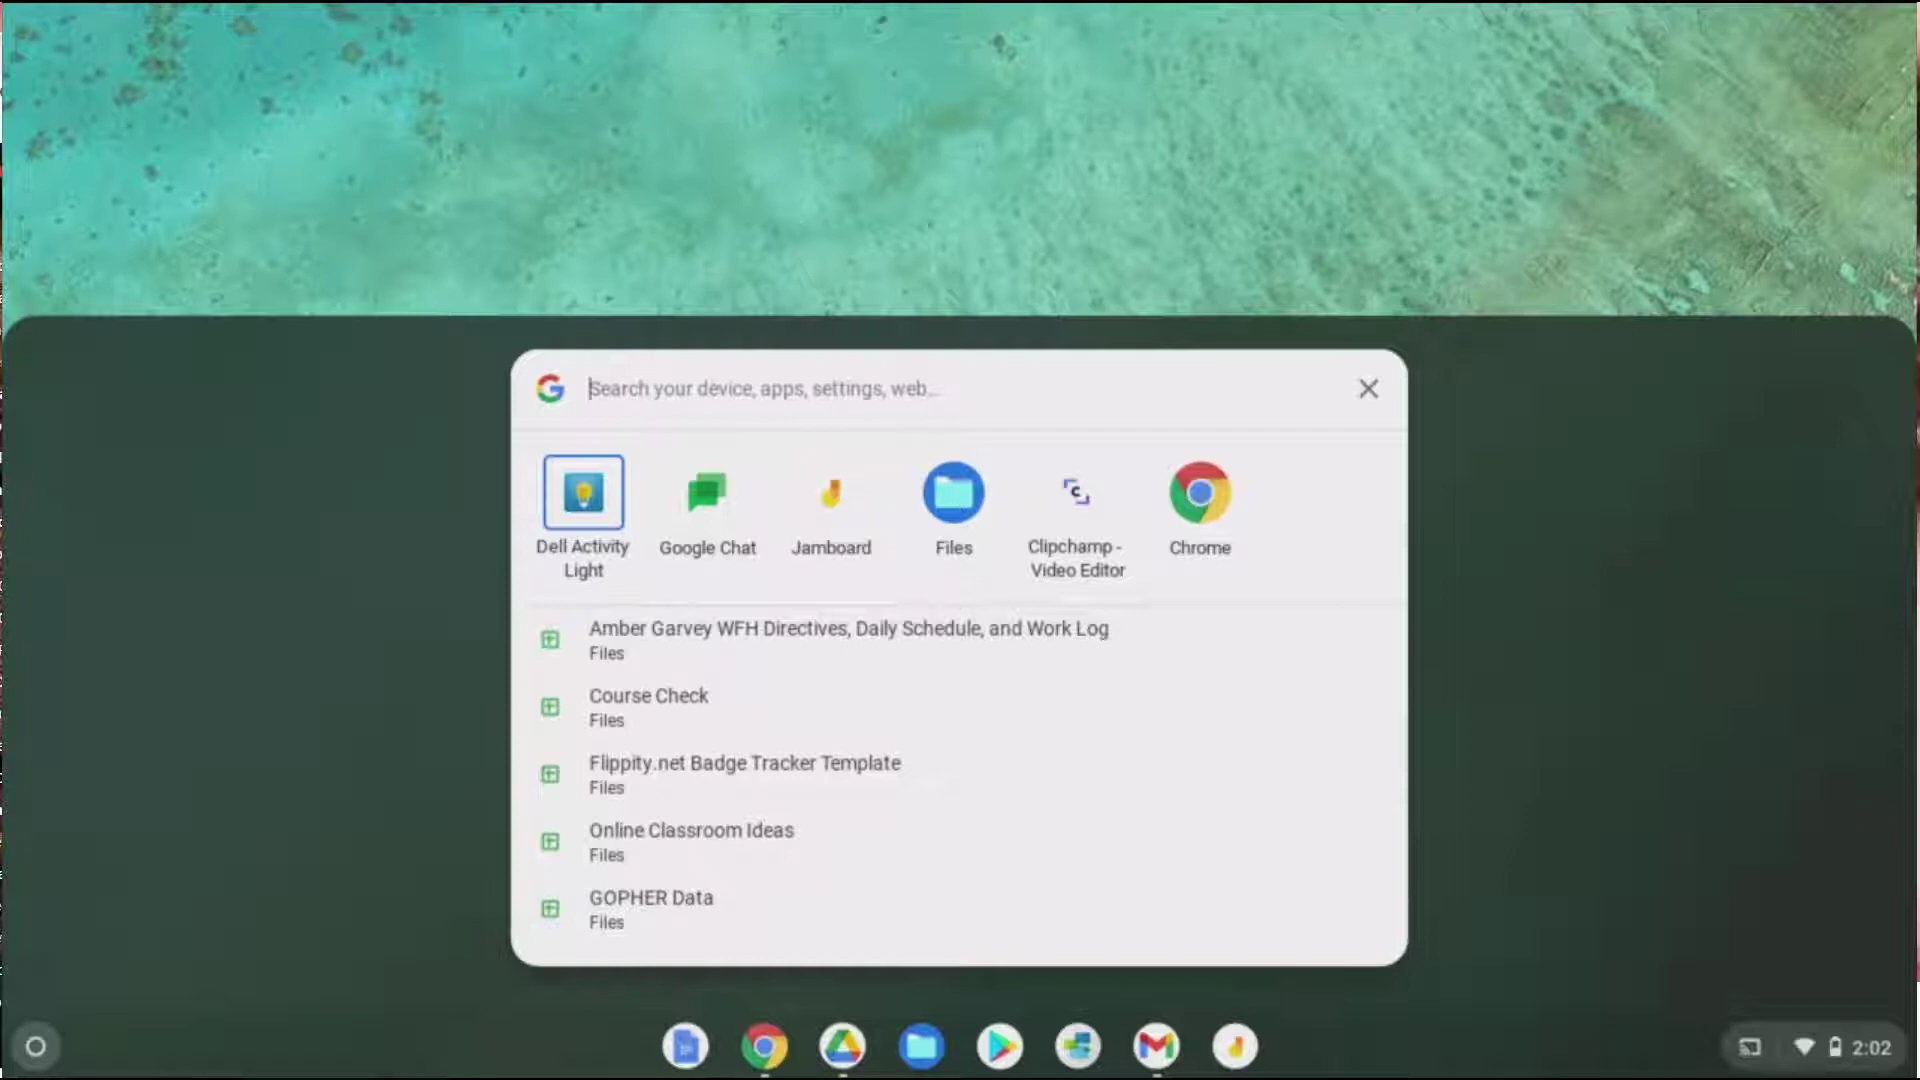 Search your device, apps, settings, web...
Dell Activity
Light
Google Chat
Jamboard
Files
Clipchamp -
Video Editor
Chrome
Amber Garvey WFH Directives, Daily Schedule, and Work Log
Files
Course Check
Files
Flippity.net Badge Tracker Template
Files
Online Classroom Ideas
Files
GOPHER Data
Files
2:02